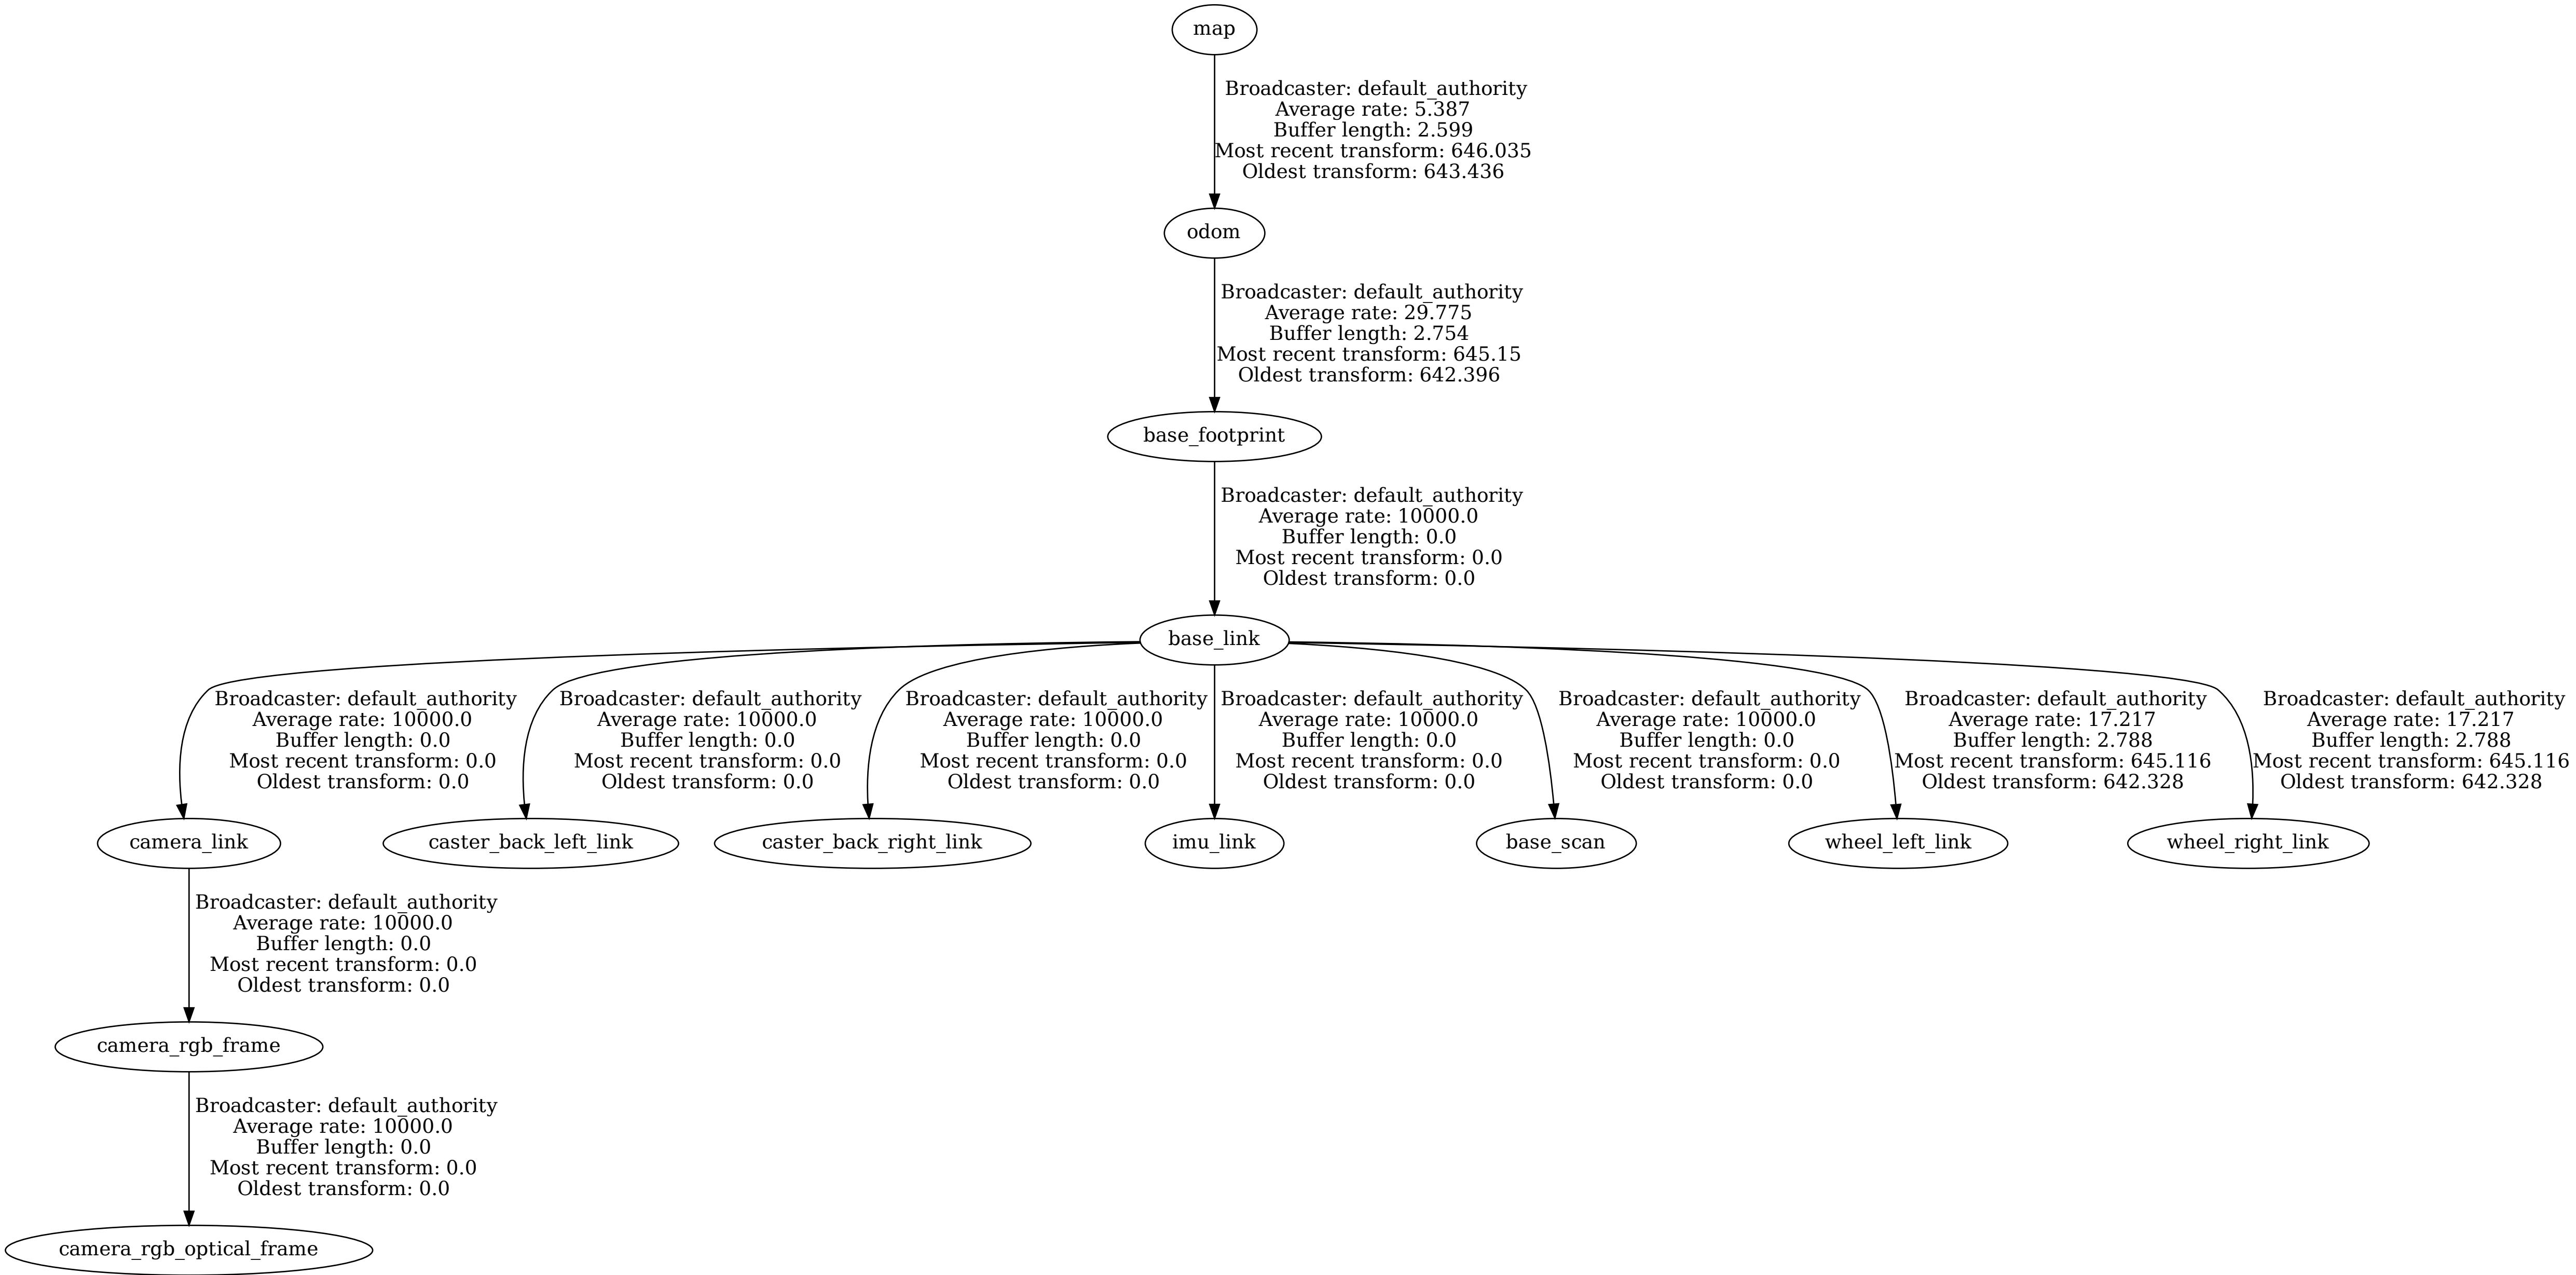 map
Broadcaster: default_authority
Average rate: 5.387
Buffer length: 2.599
Most recent transform: 646.035
Oldest transform: 643.436
odom
Broadcaster: default_authority
Average rate: 29.775
Buffer length: 2.754
Most recent transform: 645.15
Oldest transform: 642.396
base_footprint
Broadcaster: default_authority
Average rate: 10000.0
Buffer length: 0.0
Most recent transform: 0.0
Oldest transform: 0.0
base_link
Broadcaster: default_authority
Average rate: 10000.0
Buffer length: 0.0
Most recent transform: 0.0
Oldest transform: 0.0
Broadcaster: default_authority
Average rate: 10000.0
Buffer length: 0.0
Most recent transform: 0.0
Oldest transform: 0.0
Broadcaster: default_authority
Average rate: 10000.0
Buffer length: 0.0
Most recent transform: 0.0
Oldest transform: 0.0
Broadcaster: default_authority
Average rate: 10000.0
Buffer length: 0.0
Most recent transform: 0.0
Oldest transform: 0.0
Broadcaster: default_authority
Average rate: 10000.0
Buffer length: 0.0
Most recent transform: 0.0
Oldest transform: 0.0
Broadcaster: default_authority
Average rate: 17.217
Buffer length: 2.788
Most recent transform: 645.116
Oldest transform: 642.328
Broadcaster: default_authority
Average rate: 17.217
Buffer length: 2.788
Most recent transform: 645.116
Oldest transform: 642.328
camera_link
caster_back_left_link
caster_back_right_link
imu_link
base_scan
wheel_left_link
wheel_right_link
Broadcaster: default_authority
Average rate: 10000.0
Buffer length: 0.0
Most recent transform: 0.0
Oldest transform: 0.0
camera_rgb_frame
Broadcaster: default_authority
Average rate: 10000.0
Buffer length: 0.0
Most recent transform: 0.0
Oldest transform: 0.0
camera_rgb_optical_frame